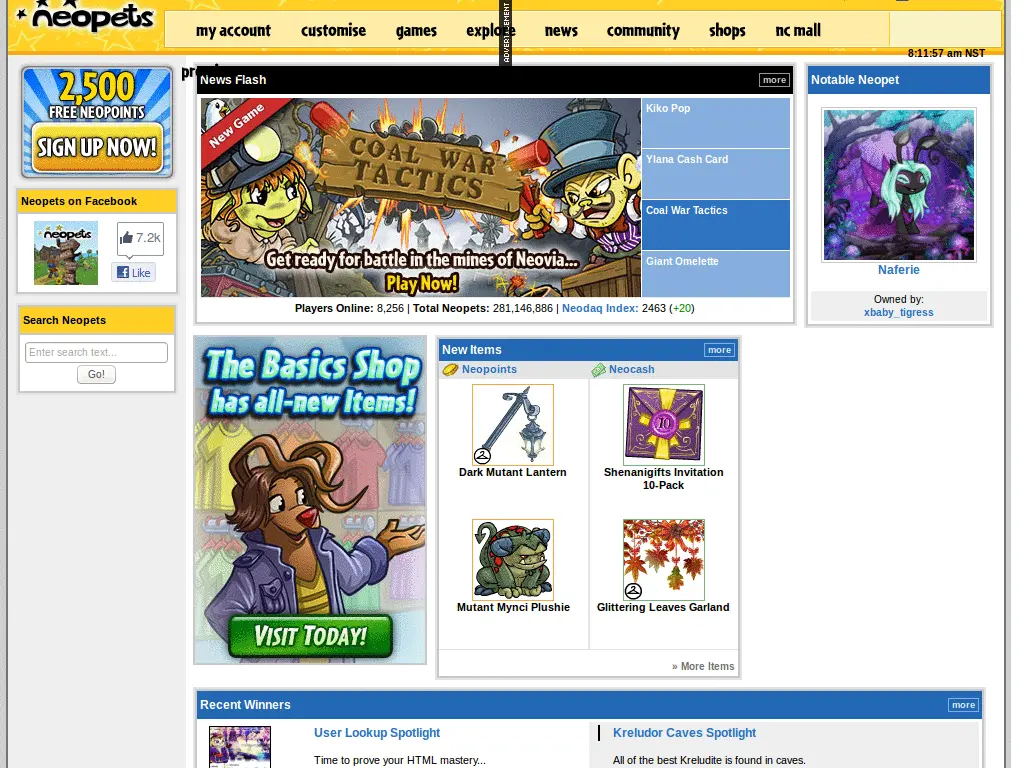 neopets
my account
customise
games
explore
news
community
shops
nc mall
ADVERTISEMENT
8:11:57 am NST
2,500
FREE NEOPOINTS
SIGN UP NOW!
Neopets on Facebook
neopets
7.2k
Like
Search Neopets
Enter search text...
Go!
News Flash
more
New Game
COAL WAR
TACTICS
Get ready for battle in the mines of Neovia...
Play Now!
Kiko Pop
Ylana Cash Card
Coal War Tactics
Giant Omelette
Players Online: 8,256 | Total Neopets: 281,146,886 | Neodaq Index: 2463 (+20)
Notable Neopet
Naferie
Owned by:
xbaby_tigress
The Basics Shop
has all-new Items!
VISIT TODAY!
New Items
more
Neopoints
Neocash
Dark Mutant Lantern
10
Shenanigifts Invitation
10-Pack
Mutant Mynci Plushie
Glittering Leaves Garland
» More Items
Recent Winners
more
User Lookup Spotlight
Time to prove your HTML mastery...
Kreludor Caves Spotlight
All of the best Kreludite is found in caves.